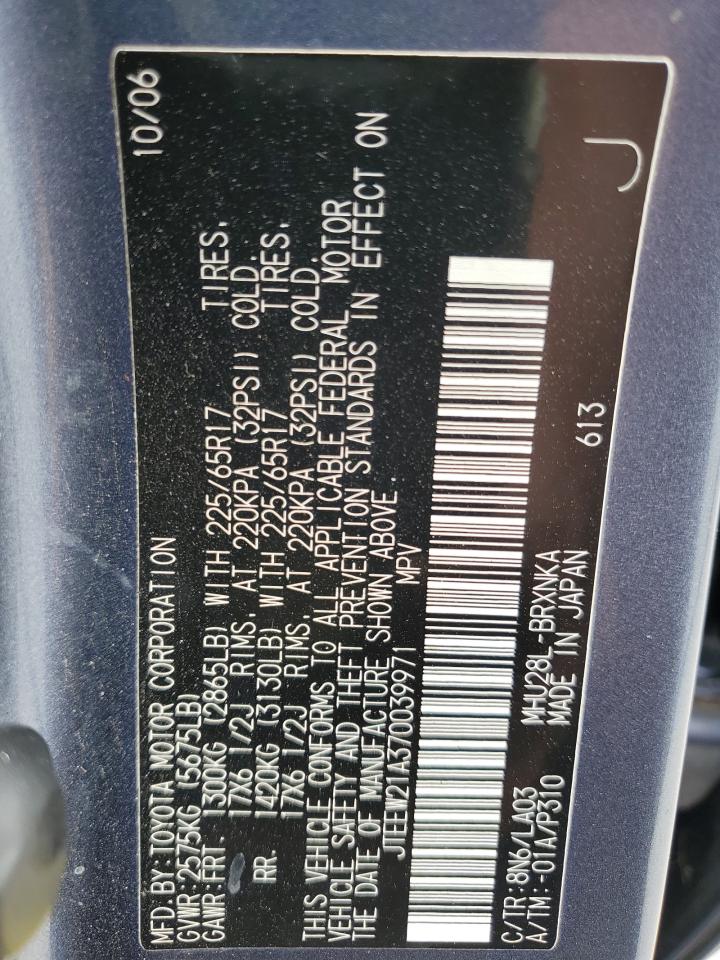 MFD.BY:TOYOTA MOTOR CORPORATION 10/06
GVWR:2575KG (5675LB)
GAWR:FRT 1300KG (2865LB) WITH 225/65R17 TIRES,
17X6 1/2J RIMS, AT 220KPA (32PSI) COLD.
RR. 1420KG (3130LB) WITH 225/65R17 TIRES,
17X6 1/2J RIMS, AT 220KPA (32PSI) COLD.
THIS VEHICLE CONFORMS TO ALL APPLICABLE FEDERAL MOTOR
VEHICLE SAFETY AND THEFT PREVENTION STANDARDS IN EFFECT ON
THE DATE OF MANUFACTURE SHOWN ABOVE.
JTEEW21A370039971 MPV
C/TR:8N6/LA03 MHU28L-BRXNKA 613
A/TM:-01A/P310 MADE IN JAPAN
J